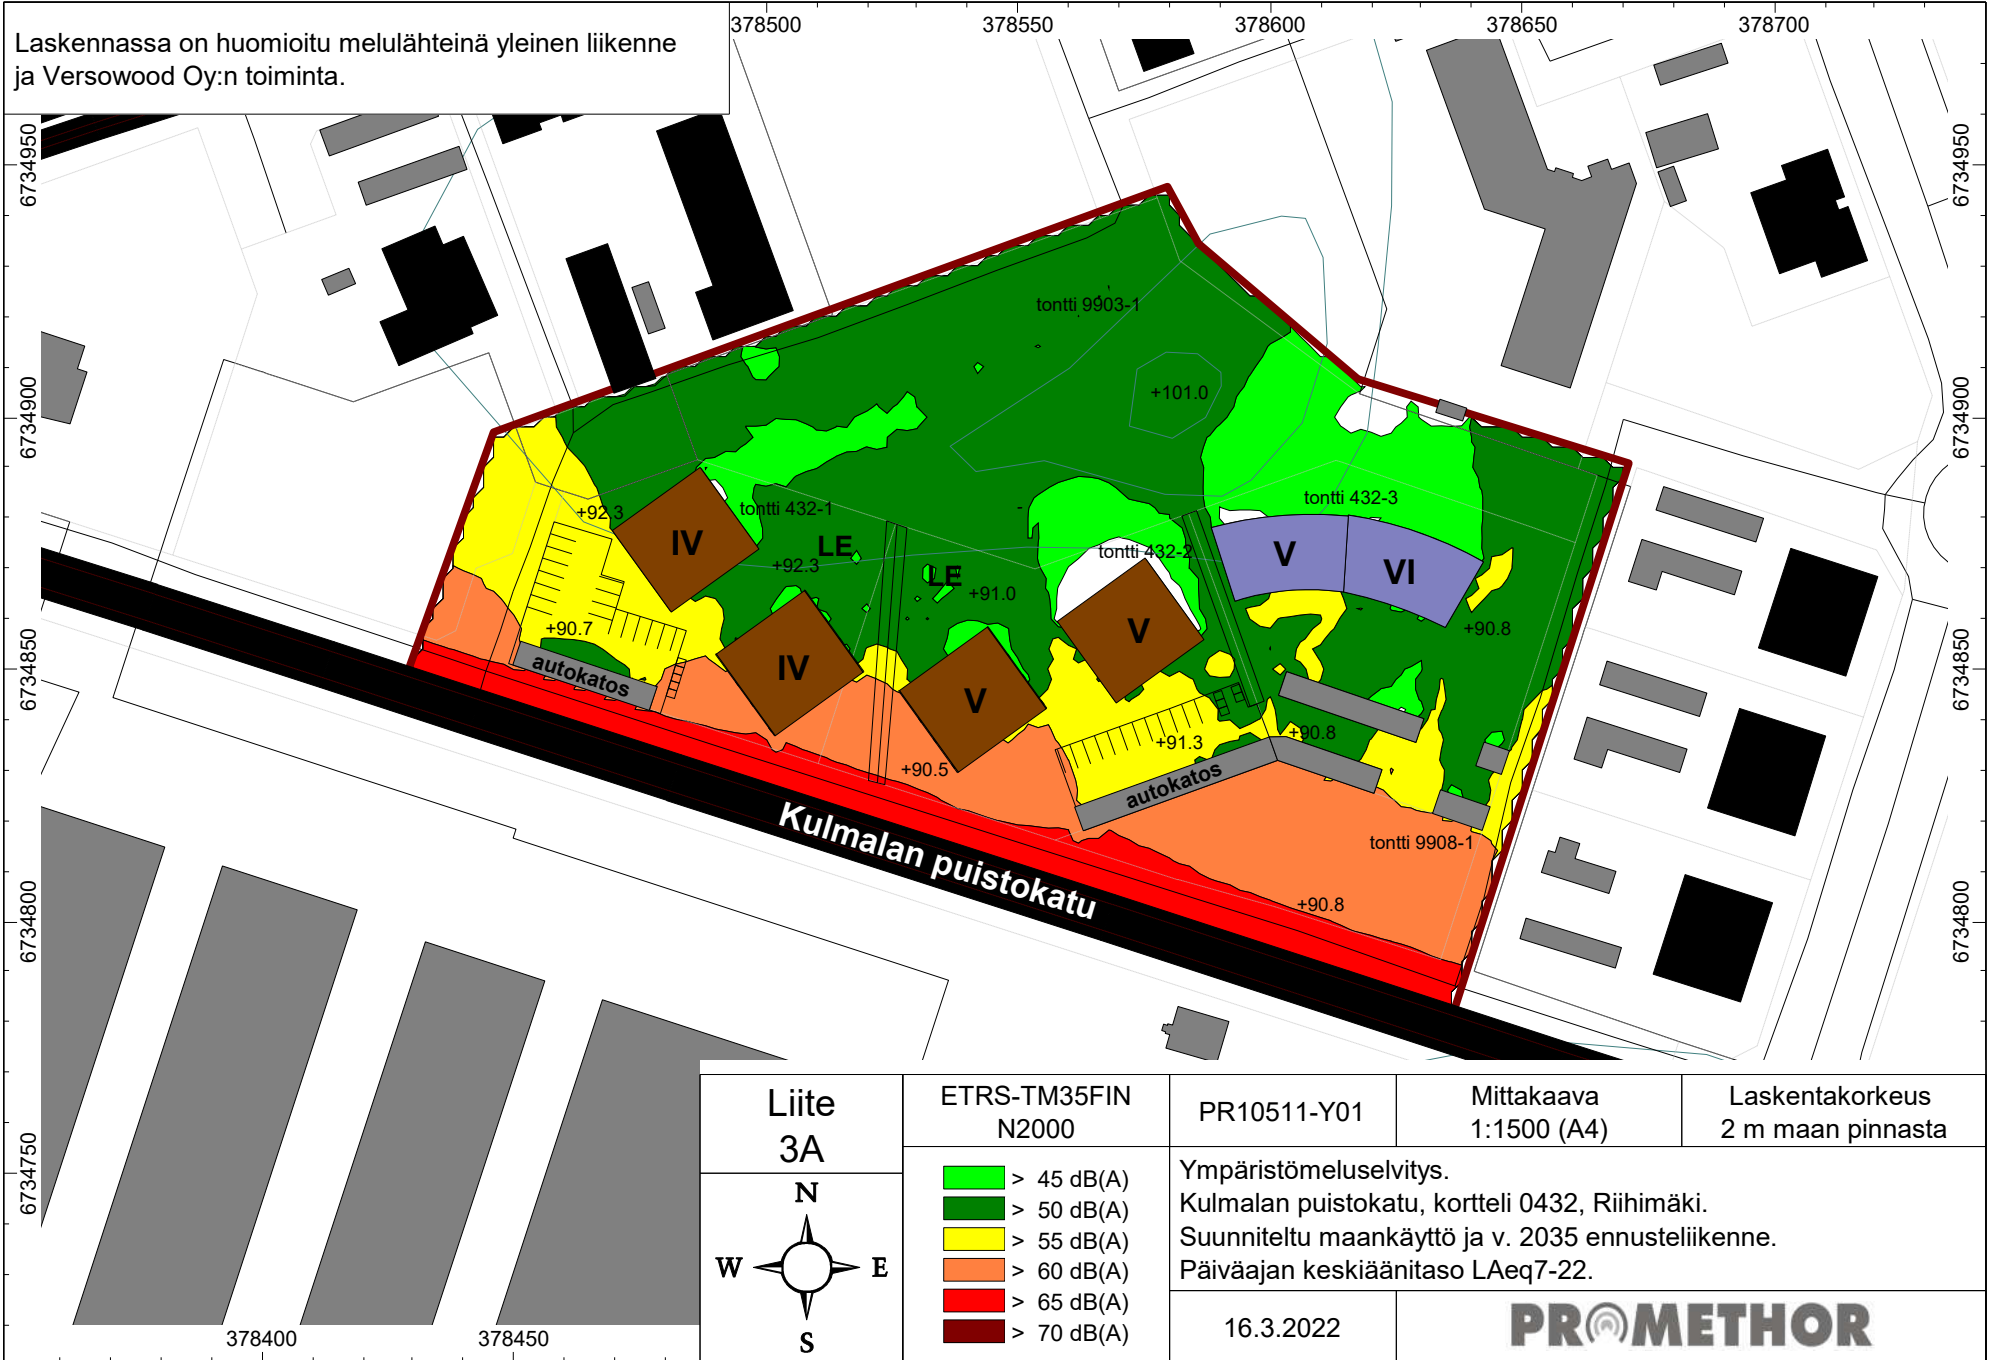 Laskennassa on huomioitu melulähteinä yleinen liikenne
ja Versowood Oy:n toiminta.
378500
378550
378600
378650
378700
6734950
6734950
6734900
6734900
6734850
6734850
6734800
6734800
6734750
378400
378450
tontti 9903-1
+101.0
tontti 432-3
+92.3
tontti 432-1
IV
LE
+92.3
LE
+91.0
tontti 432-2
V
VI
V
+90.7
autokatos
IV
V
+90.8
+91.3
+90.8
+90.5
autokatos
tontti 9908-1
+90.8
Kulmalan puistokatu
Liite
3A
ETRS-TM35FIN
N2000
PR10511-Y01
Mittakaava
1:1500 (A4)
Laskentakorkeus
2 m maan pinnasta
N
W
E
S
> 45 dB(A)
> 50 dB(A)
> 55 dB(A)
> 60 dB(A)
> 65 dB(A)
> 70 dB(A)
Ympäristömeluselvitys.
Kulmalan puistokatu, kortteli 0432, Riihimäki.
Suunniteltu maankäyttö ja v. 2035 ennusteliikenne.
Päiväajan keskiäänitaso LAeq7-22.
16.3.2022
PROMETHOR